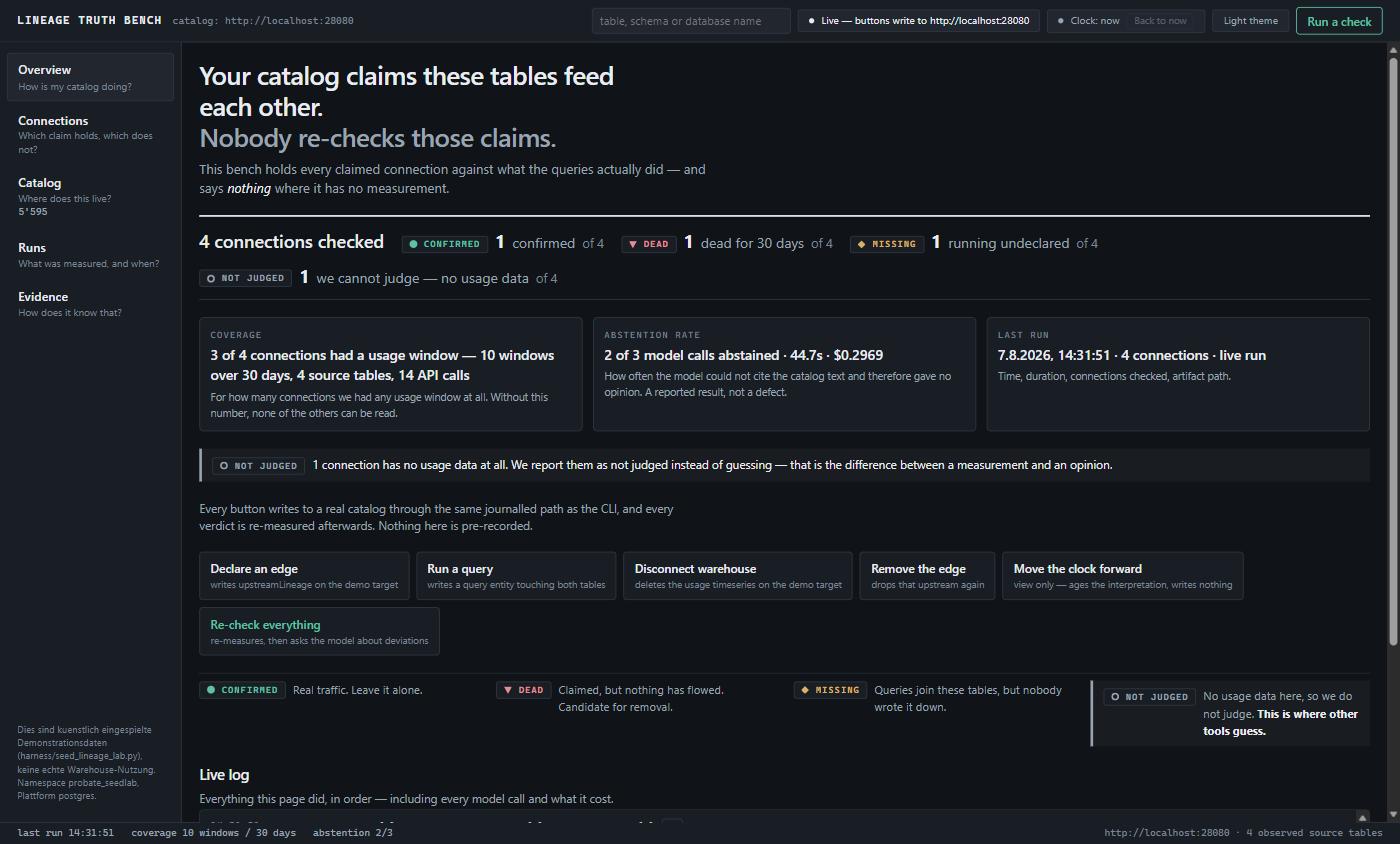 LINEAGE TRUTH BENCH catalog: http://localhost:28080
table, schema or database name
Live — buttons write to http://localhost:28080
Clock: now Back to now
Light theme
Run a check
Overview
How is my catalog doing?
Connections
Which claim holds, which does
not?
Catalog
Where does this live?
5'595
Runs
What was measured, and when?
Evidence
How does it know that?
Dies sind kuenstlich eingespielte
Demonstrationsdaten
(harness/seed_lineage_lab.py),
keine echte Warehouse-Nutzung.
Namespace probate_seedlab,
Plattform postgres.
Your catalog claims these tables feed
each other.
Nobody re-checks those claims.
This bench holds every claimed connection against what the queries actually did — and
says nothing where it has no measurement.
4 connections checked CONFIRMED 1 confirmed of 4 DEAD 1 dead for 30 days of 4 MISSING 1 running undeclared of 4
NOT JUDGED 1 we cannot judge — no usage data of 4
COVERAGE
3 of 4 connections had a usage window — 10 windows
over 30 days, 4 source tables, 14 API calls
For how many connections we had any usage window at all. Without this
number, none of the others can be read.
ABSTENTION RATE
2 of 3 model calls abstained · 44.7s · $0.2969
How often the model could not cite the catalog text and therefore gave no
opinion. A reported result, not a defect.
LAST RUN
7.8.2026, 14:31:51 · 4 connections · live run
Time, duration, connections checked, artifact path.
NOT JUDGED 1 connection has no usage data at all. We report them as not judged instead of guessing — that is the difference between a measurement and an opinion.
Every button writes to a real catalog through the same journalled path as the CLI, and every
verdict is re-measured afterwards. Nothing here is pre-recorded.
Declare an edge
writes upstreamLineage on the demo target
Run a query
writes a query entity touching both tables
Disconnect warehouse
deletes the usage timeseries on the demo target
Remove the edge
drops that upstream again
Move the clock forward
view only — ages the interpretation, writes nothing
Re-check everything
re-measures, then asks the model about deviations
CONFIRMED Real traffic. Leave it alone.
DEAD Claimed, but nothing has flowed.
Candidate for removal.
MISSING Queries join these tables, but nobody
wrote it down.
NOT JUDGED No usage data here, so we do
not judge. This is where other
tools guess.
Live log
Everything this page did, in order — including every model call and what it cost.
last run 14:31:51 coverage 10 windows / 30 days abstention 2/3
http://localhost:28080 · 4 observed source tables